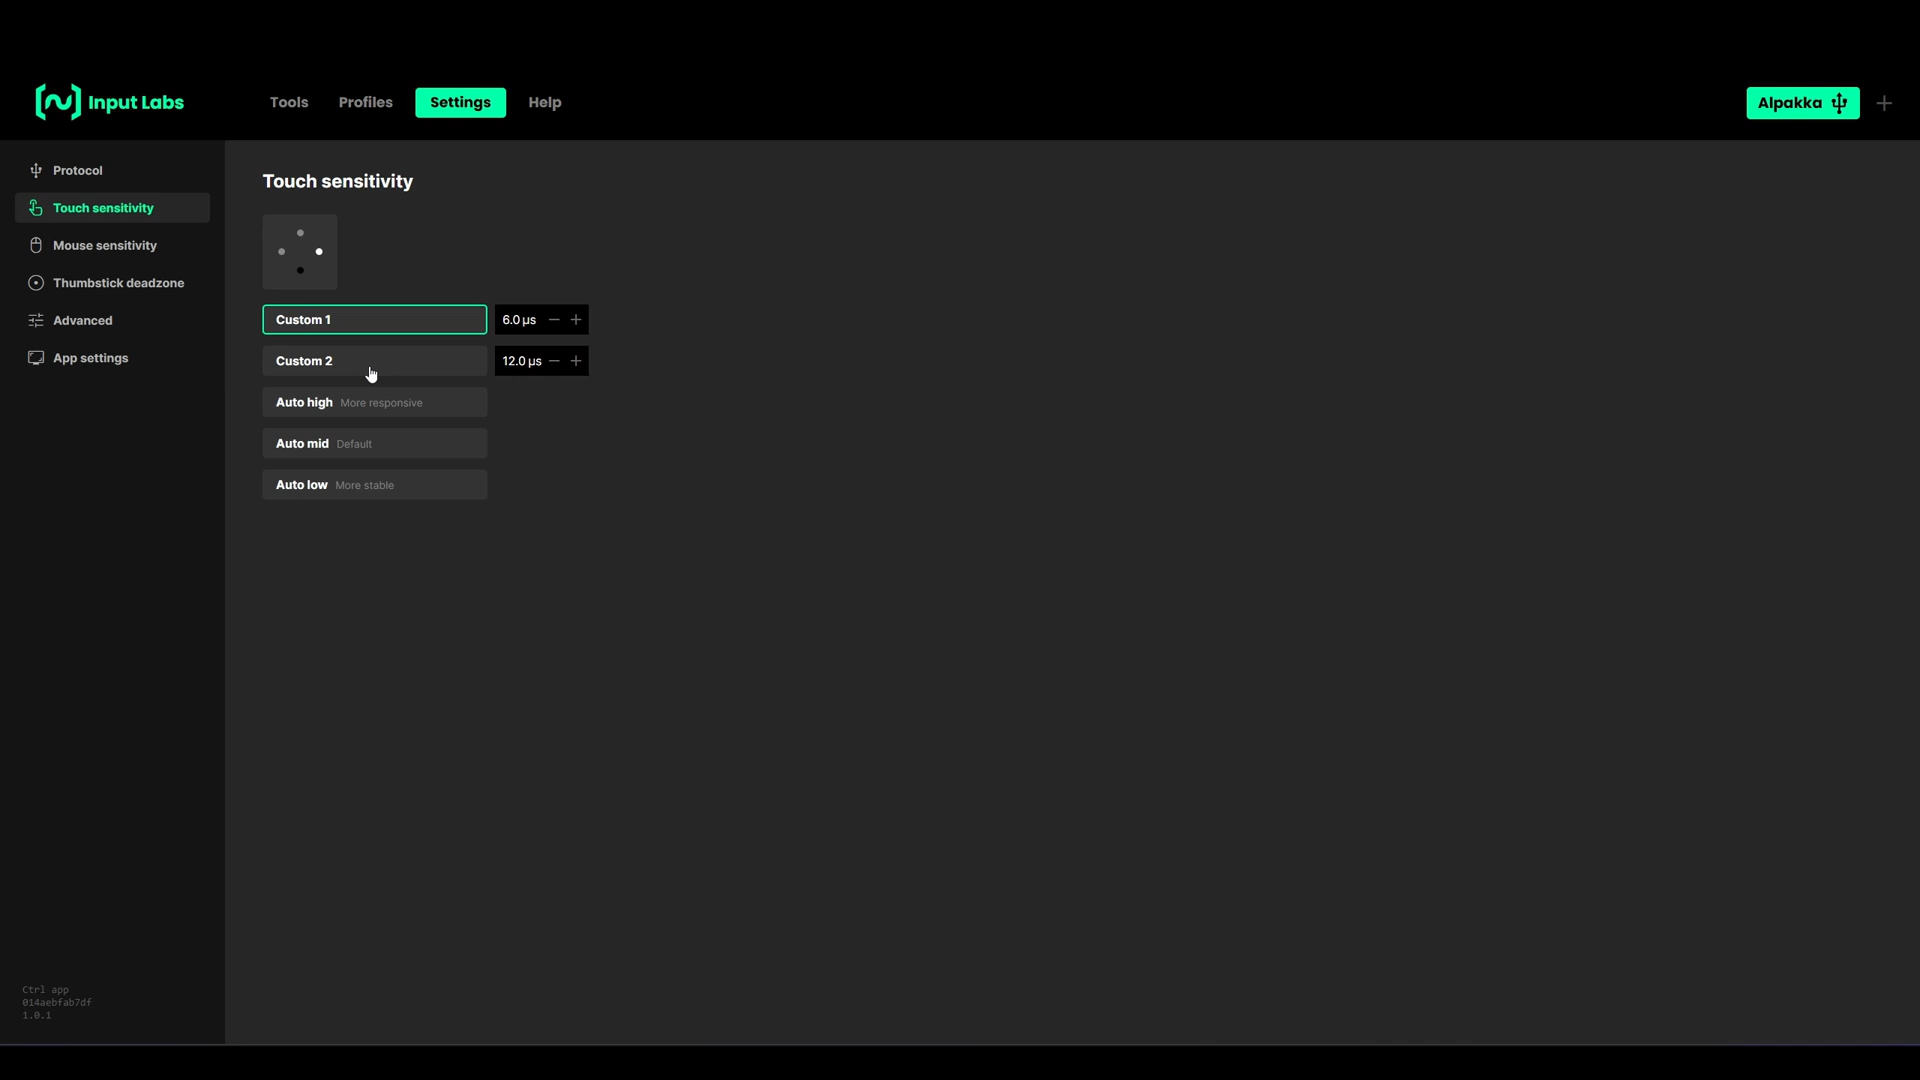 Input Labs
Tools Profiles Settings Help
Alpakka
Protocol
Touch sensitivity
Mouse sensitivity
Thumbstick deadzone
Advanced
App settings
Touch sensitivity
Custom 1 6.0 µs
Custom 2 12.0 µs
Auto high More responsive
Auto mid Default
Auto low More stable
Ctrl app
014aebfab7df
1.0.1